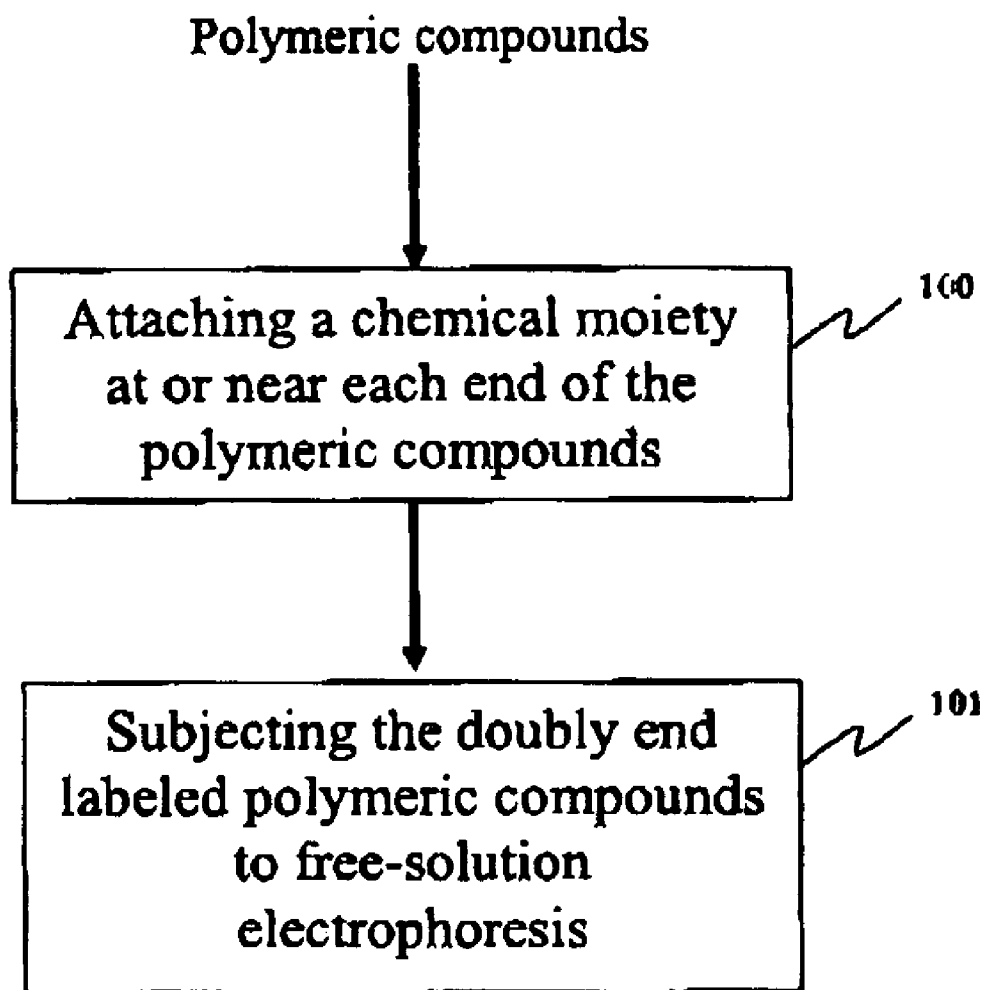 Polymeric compounds
100
Attaching a chemical moiety
at or near each end of the
polymeric compounds
101
Subjecting the doubly end
labeled polymeric compounds
to free-solution
electrophoresis